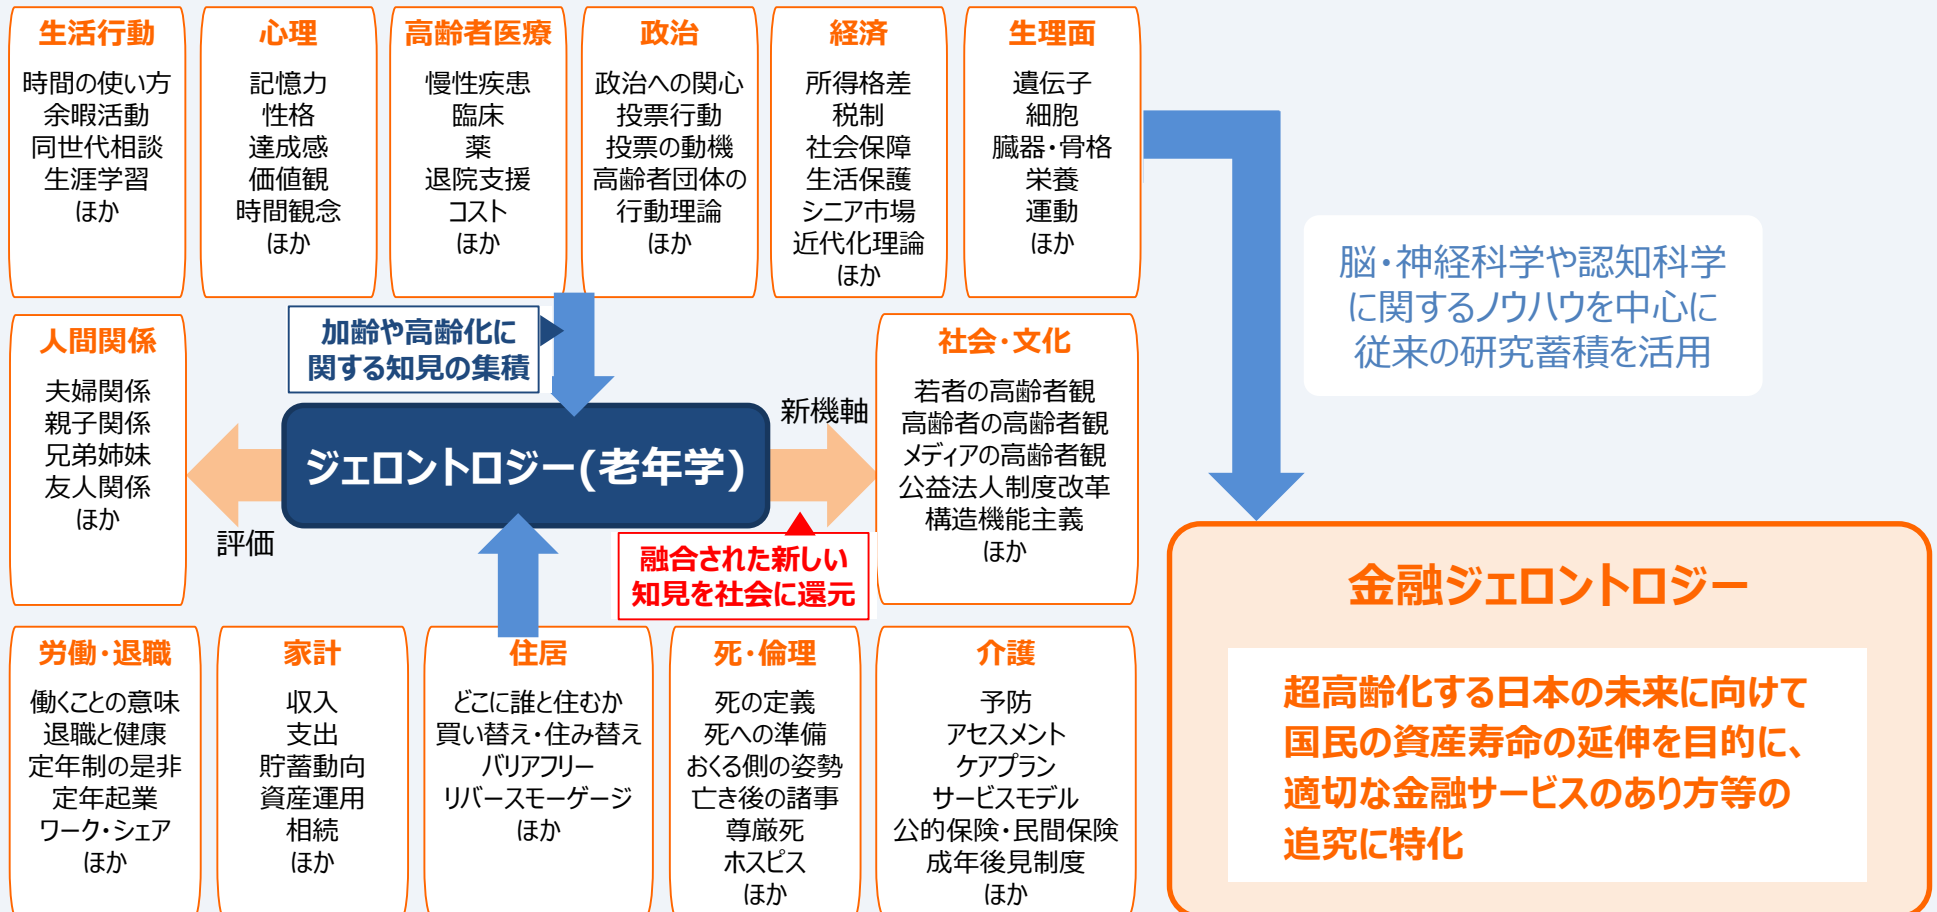 生活行動
時間の使い方
余暇活動
同世代相談
生涯学習
ほか
心理
記憶力
性格
達成感
価値観
時間観念
ほか
高齢者医療
慢性疾患
臨床
薬
退院支援
コスト
ほか
政治
政治への関心
投票行動
投票の動機
高齢者団体の
行動理論
ほか
経済
所得格差
税制
社会保障
生活保護
シニア市場
近代化理論
ほか
生理面
遺伝子
細胞
臓器・骨格
栄養
運動
ほか
脳・神経科学や認知科学
に関するノウハウを中心に
従来の研究蓄積を活用
加齢や高齢化に
関する知見の集積
人間関係
夫婦関係
親子関係
兄弟姉妹
友人関係
ほか
評価
ジェロントロジー(老年学)
新機軸
融合された新しい
知見を社会に還元
社会・文化
若者の高齢者観
高齢者の高齢者観
メディアの高齢者観
公益法人制度改革
構造機能主義
ほか
労働・退職
働くことの意味
退職と健康
定年制の是非
定年起業
ワーク・シェア
ほか
家計
収入
支出
貯蓄動向
資産運用
相続
ほか
住居
どこに誰と住むか
買い替え・住み替え
バリアフリー
リバースモーゲージ
ほか
死・倫理
死の定義
死への準備
おくる側の姿勢
亡き後の諸事
尊厳死
ホスピス
ほか
介護
予防
アセスメント
ケアプラン
サービスモデル
公的保険・民間保険
成年後見制度
ほか
金融ジェロントロジー
超高齢化する日本の未来に向けて
国民の資産寿命の延伸を目的に、
適切な金融サービスのあり方等の
追究に特化